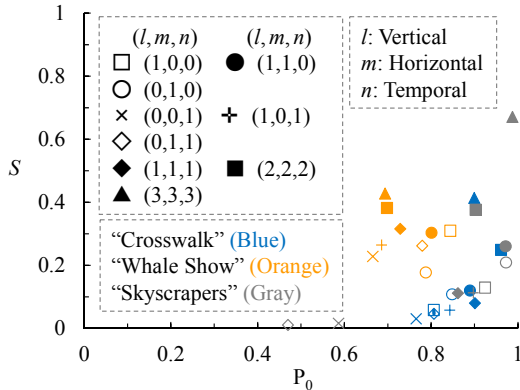 (l, m, n) (l, m, n)
(1,0,0) (1,1,0)
(0,1,0)
(0,0,1) (1,0,1)
(0,1,1)
(1,1,1) (2,2,2)
(3,3,3)
l: Vertical
m: Horizontal
n: Temporal
“Crosswalk” (Blue)
“Whale Show” (Orange)
“Skyscrapers” (Gray)
S
1
0.8
0.6
0.4
0.2
0
0 0.2 0.4 0.6 0.8 1
P0